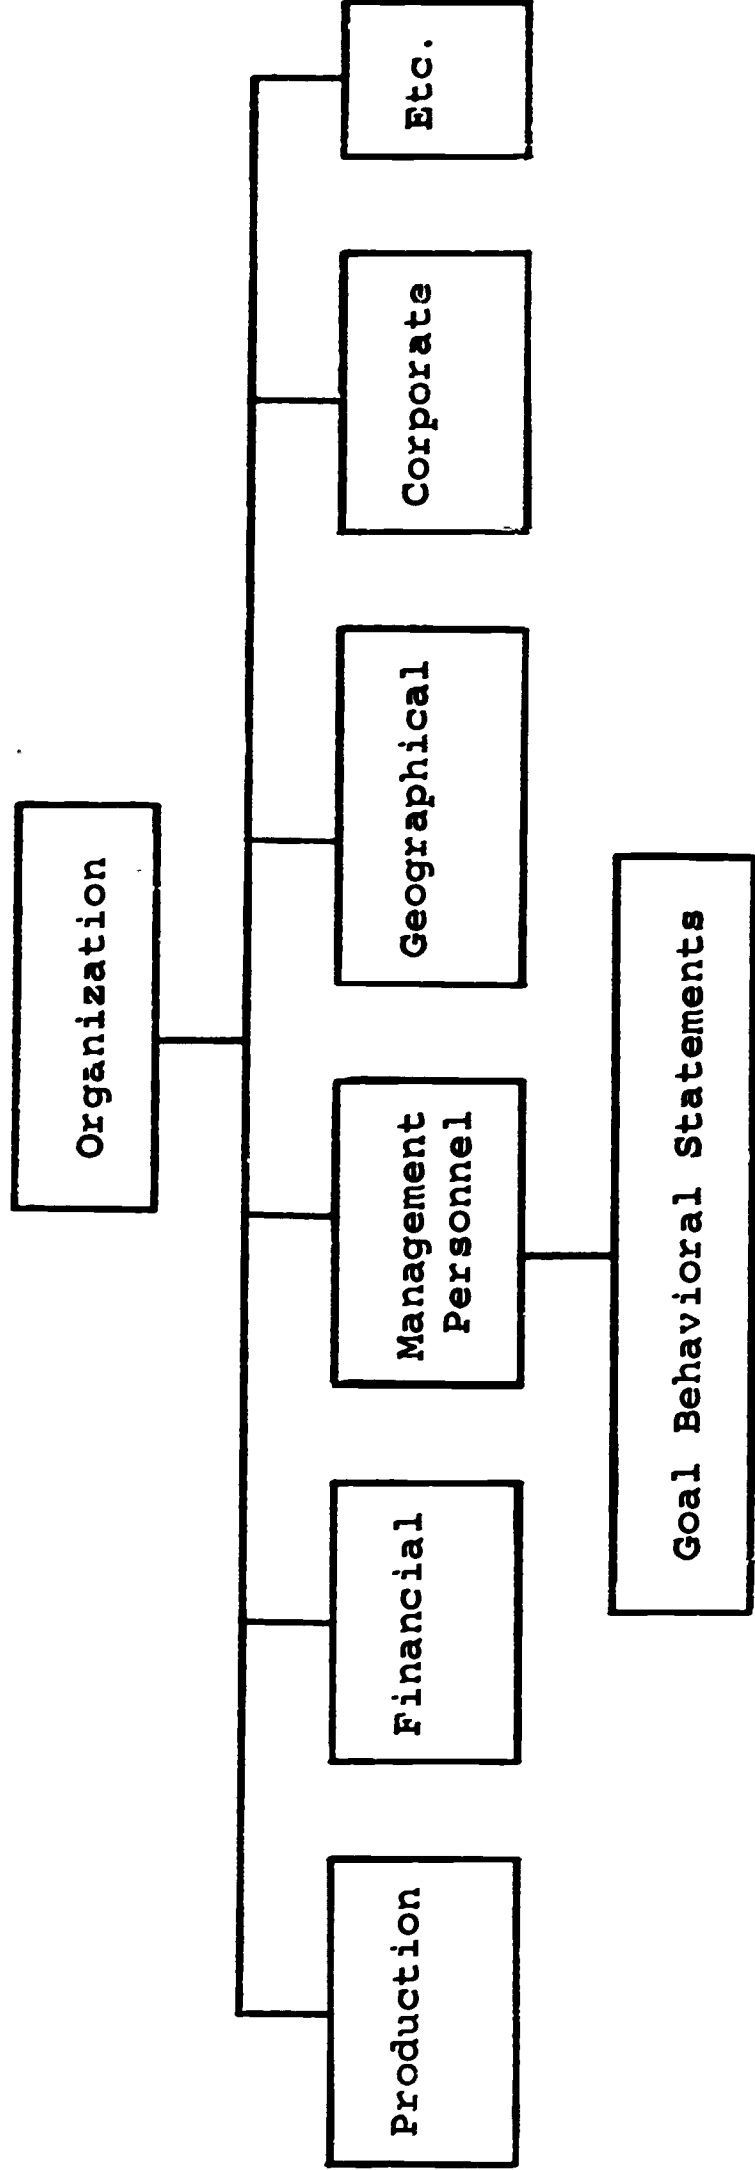 Organization
Production
Financial
Management
Personnel
Geographical
Corporate
Etc.
Goal Behavioral Statements